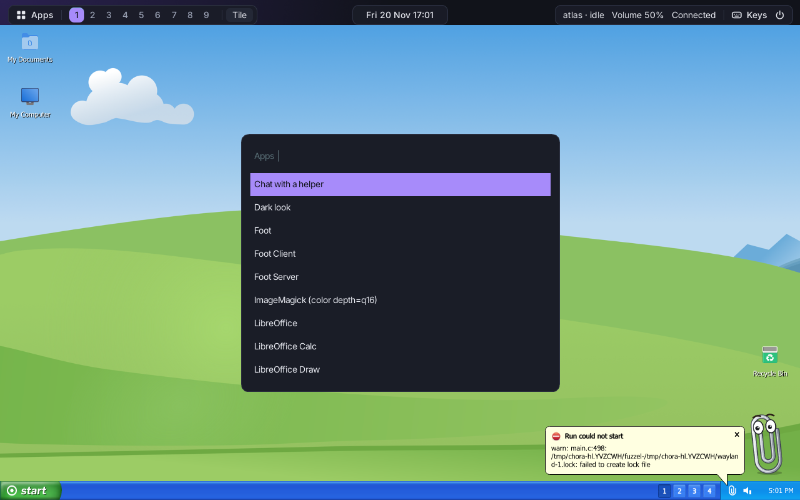 Apps 1 2 3 4 5 6 7 8 9 Tile Fri 20 Nov 17:01 atlas · idle Volume 50% Connected Keys
My Documents
My Computer
Apps
Chat with a helper
Dark look
Foot
Foot Client
Foot Server
ImageMagick (color depth=q16)
LibreOffice
LibreOffice Calc
LibreOffice Draw
Recycle Bin
Run could not start
warn: main.c:498:
/tmp/chora-hl.YVZCWH/fuzzel-/tmp/chora-hl.YVZCWH/waylan
d-1.lock: failed to create lock file
start 1 2 3 4 5:01 PM